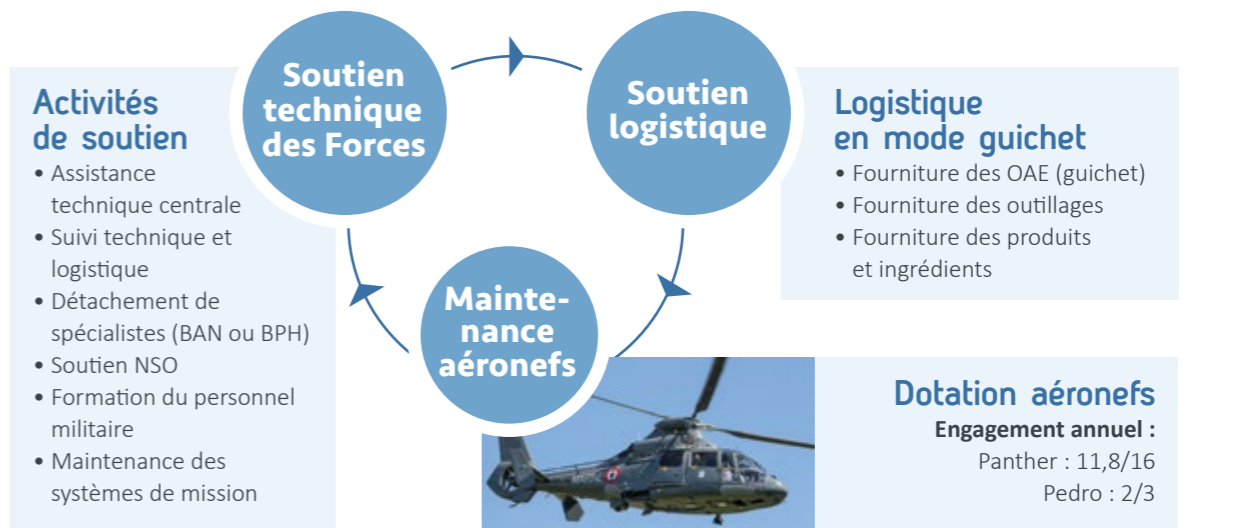 Soutien
technique
des Forces
Soutien
logistique
Mainte-
nance
aéronefs
Activités
de soutien
• Assistance
technique centrale
• Suivi technique et
logistique
• Détachement de
spécialistes (BAN ou BPH)
• Soutien NSO
• Formation du personnel
militaire
• Maintenance des
systèmes de mission
Logistique
en mode guichet
• Fourniture des OAE (guichet)
• Fourniture des outillages
• Fourniture des produits
et ingrédients
Dotation aéronefs
Engagement annuel :
Panther : 11,8/16
Pedro : 2/3